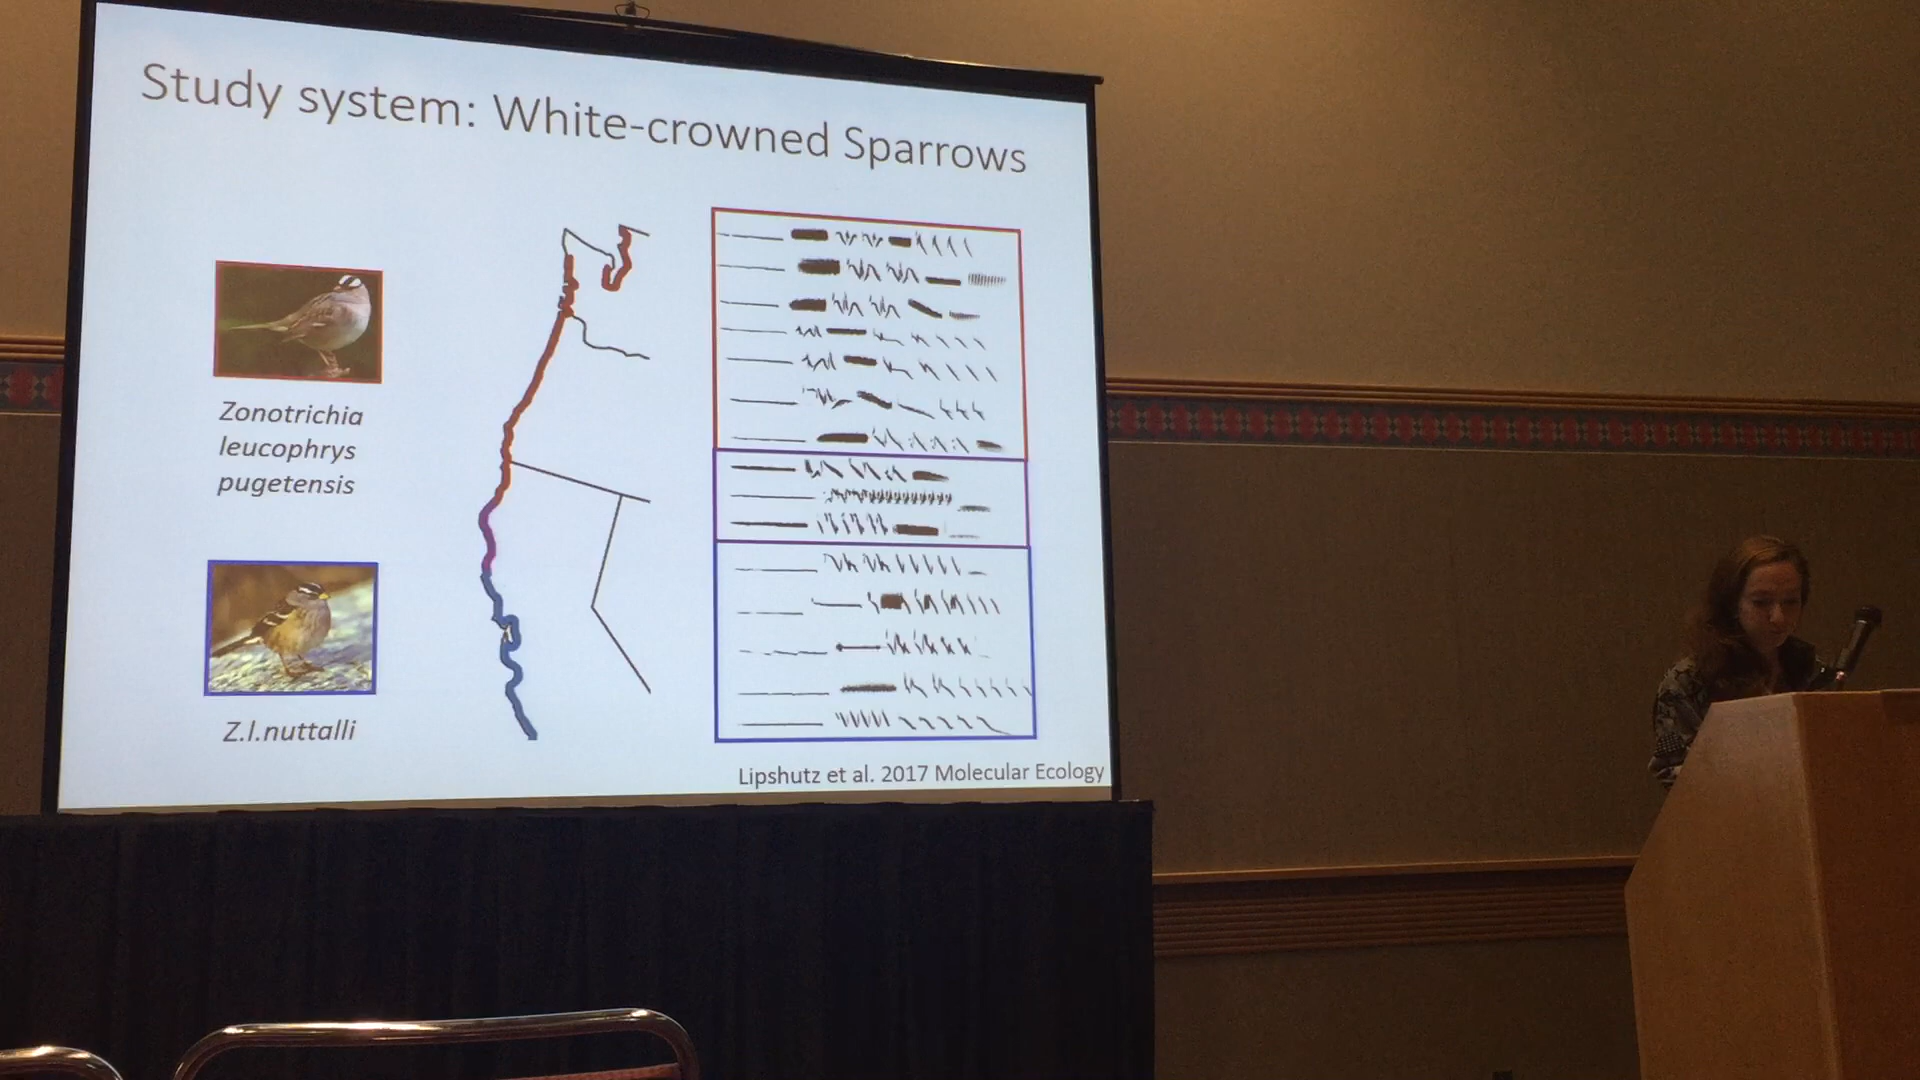 Study system: White-crowned Sparrows
Zonotrichia
leucophrys
pugetensis
Z.l.nuttalli
Lipshutz et al. 2017 Molecular Ecology